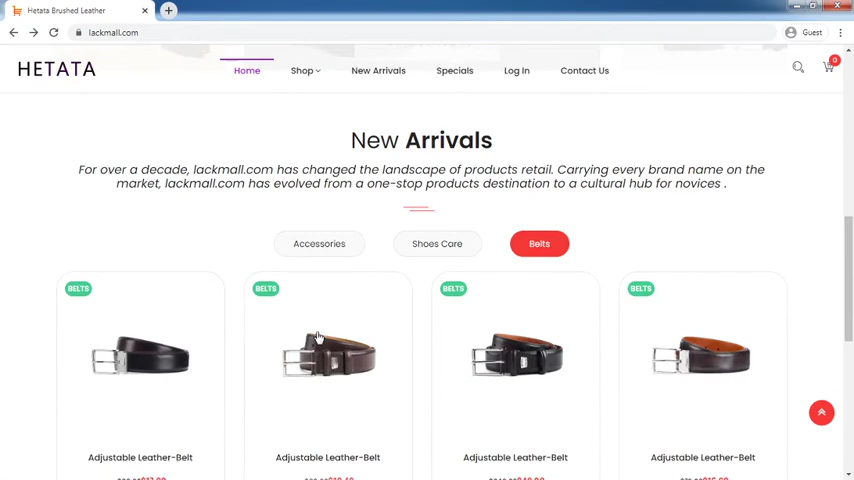 Hetata Brushed Leather
lackmall.com
Guest
HETATA
Home
Shop
New Arrivals
Specials
Log In
Contact Us
0
New Arrivals
For over a decade, lackmall.com has changed the landscape of products retail. Carrying every brand name on the
market, lackmall.com has evolved from a one-stop products destination to a cultural hub for novices .
Accessories
Shoes Care
Belts
BELTS
BELTS
BELTS
BELTS
Adjustable Leather-Belt
Adjustable Leather-Belt
Adjustable Leather-Belt
Adjustable Leather-Belt